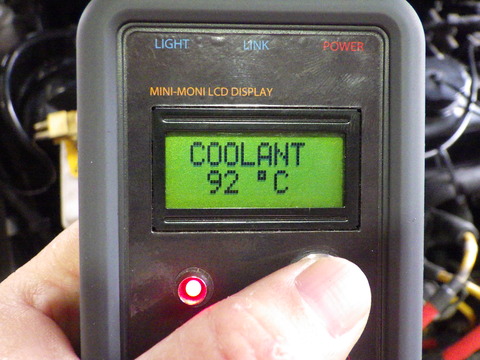 LIGHT LINK POWER
MINI-MONI LCD DISPLAY
COOLANT
92 °C